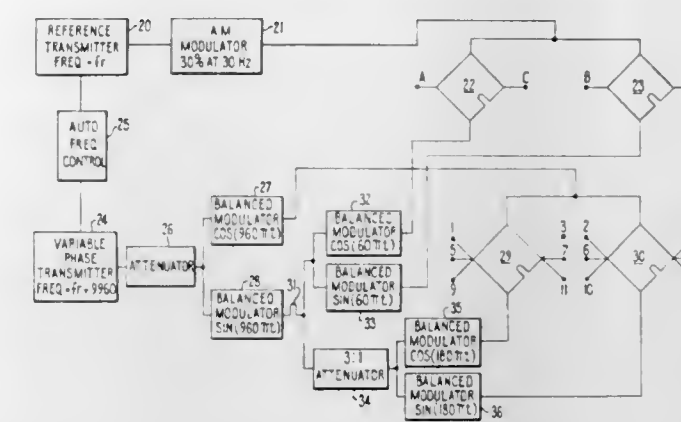 20
REFERENCE
TRANSMITTER
FREQ = fr
21
A M
MODULATOR
30% AT 30 Hz
A
22
C
B
23
25
AUTO
FREQ
CONTROL
24
VARIABLE
PHASE
TRANSMITTER
FREQ = fr = 9960
26
ATTENUATOR
27
BALANCED
MODULATOR
COS(960πt)
28
BALANCED
MODULATOR
SIN(960πt)
31
32
BALANCED
MODULATOR
COS(60πt)
BALANCED
MODULATOR
SIN(60πt)
33
3:1
ATTENUATOR
34
35
BALANCED
MODULATOR
COS(180πt)
BALANCED
MODULATOR
SIN(180πt)
36
1
5
9
29
3
7
11
2
6
10
30